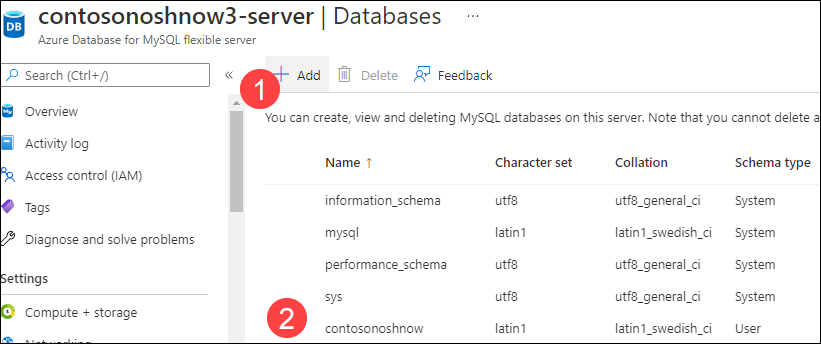 DB
contosonoshnow3-server | Databases ...
Azure Database for MySQL flexible server
Search (Ctrl+/) «
Add Delete Feedback
1
Overview
Activity log
Access control (IAM)
Tags
Diagnose and solve problems
Settings
Compute + storage
You can create, view and deleting MySQL databases on this server. Note that you cannot delete a
Name ↑ Character set Collation Schema type
information_schema utf8 utf8_general_ci System
mysql latin1 latin1_swedish_ci System
performance_schema utf8 utf8_general_ci System
sys utf8 utf8_general_ci System
2
contosonoshnow latin1 latin1_swedish_ci User